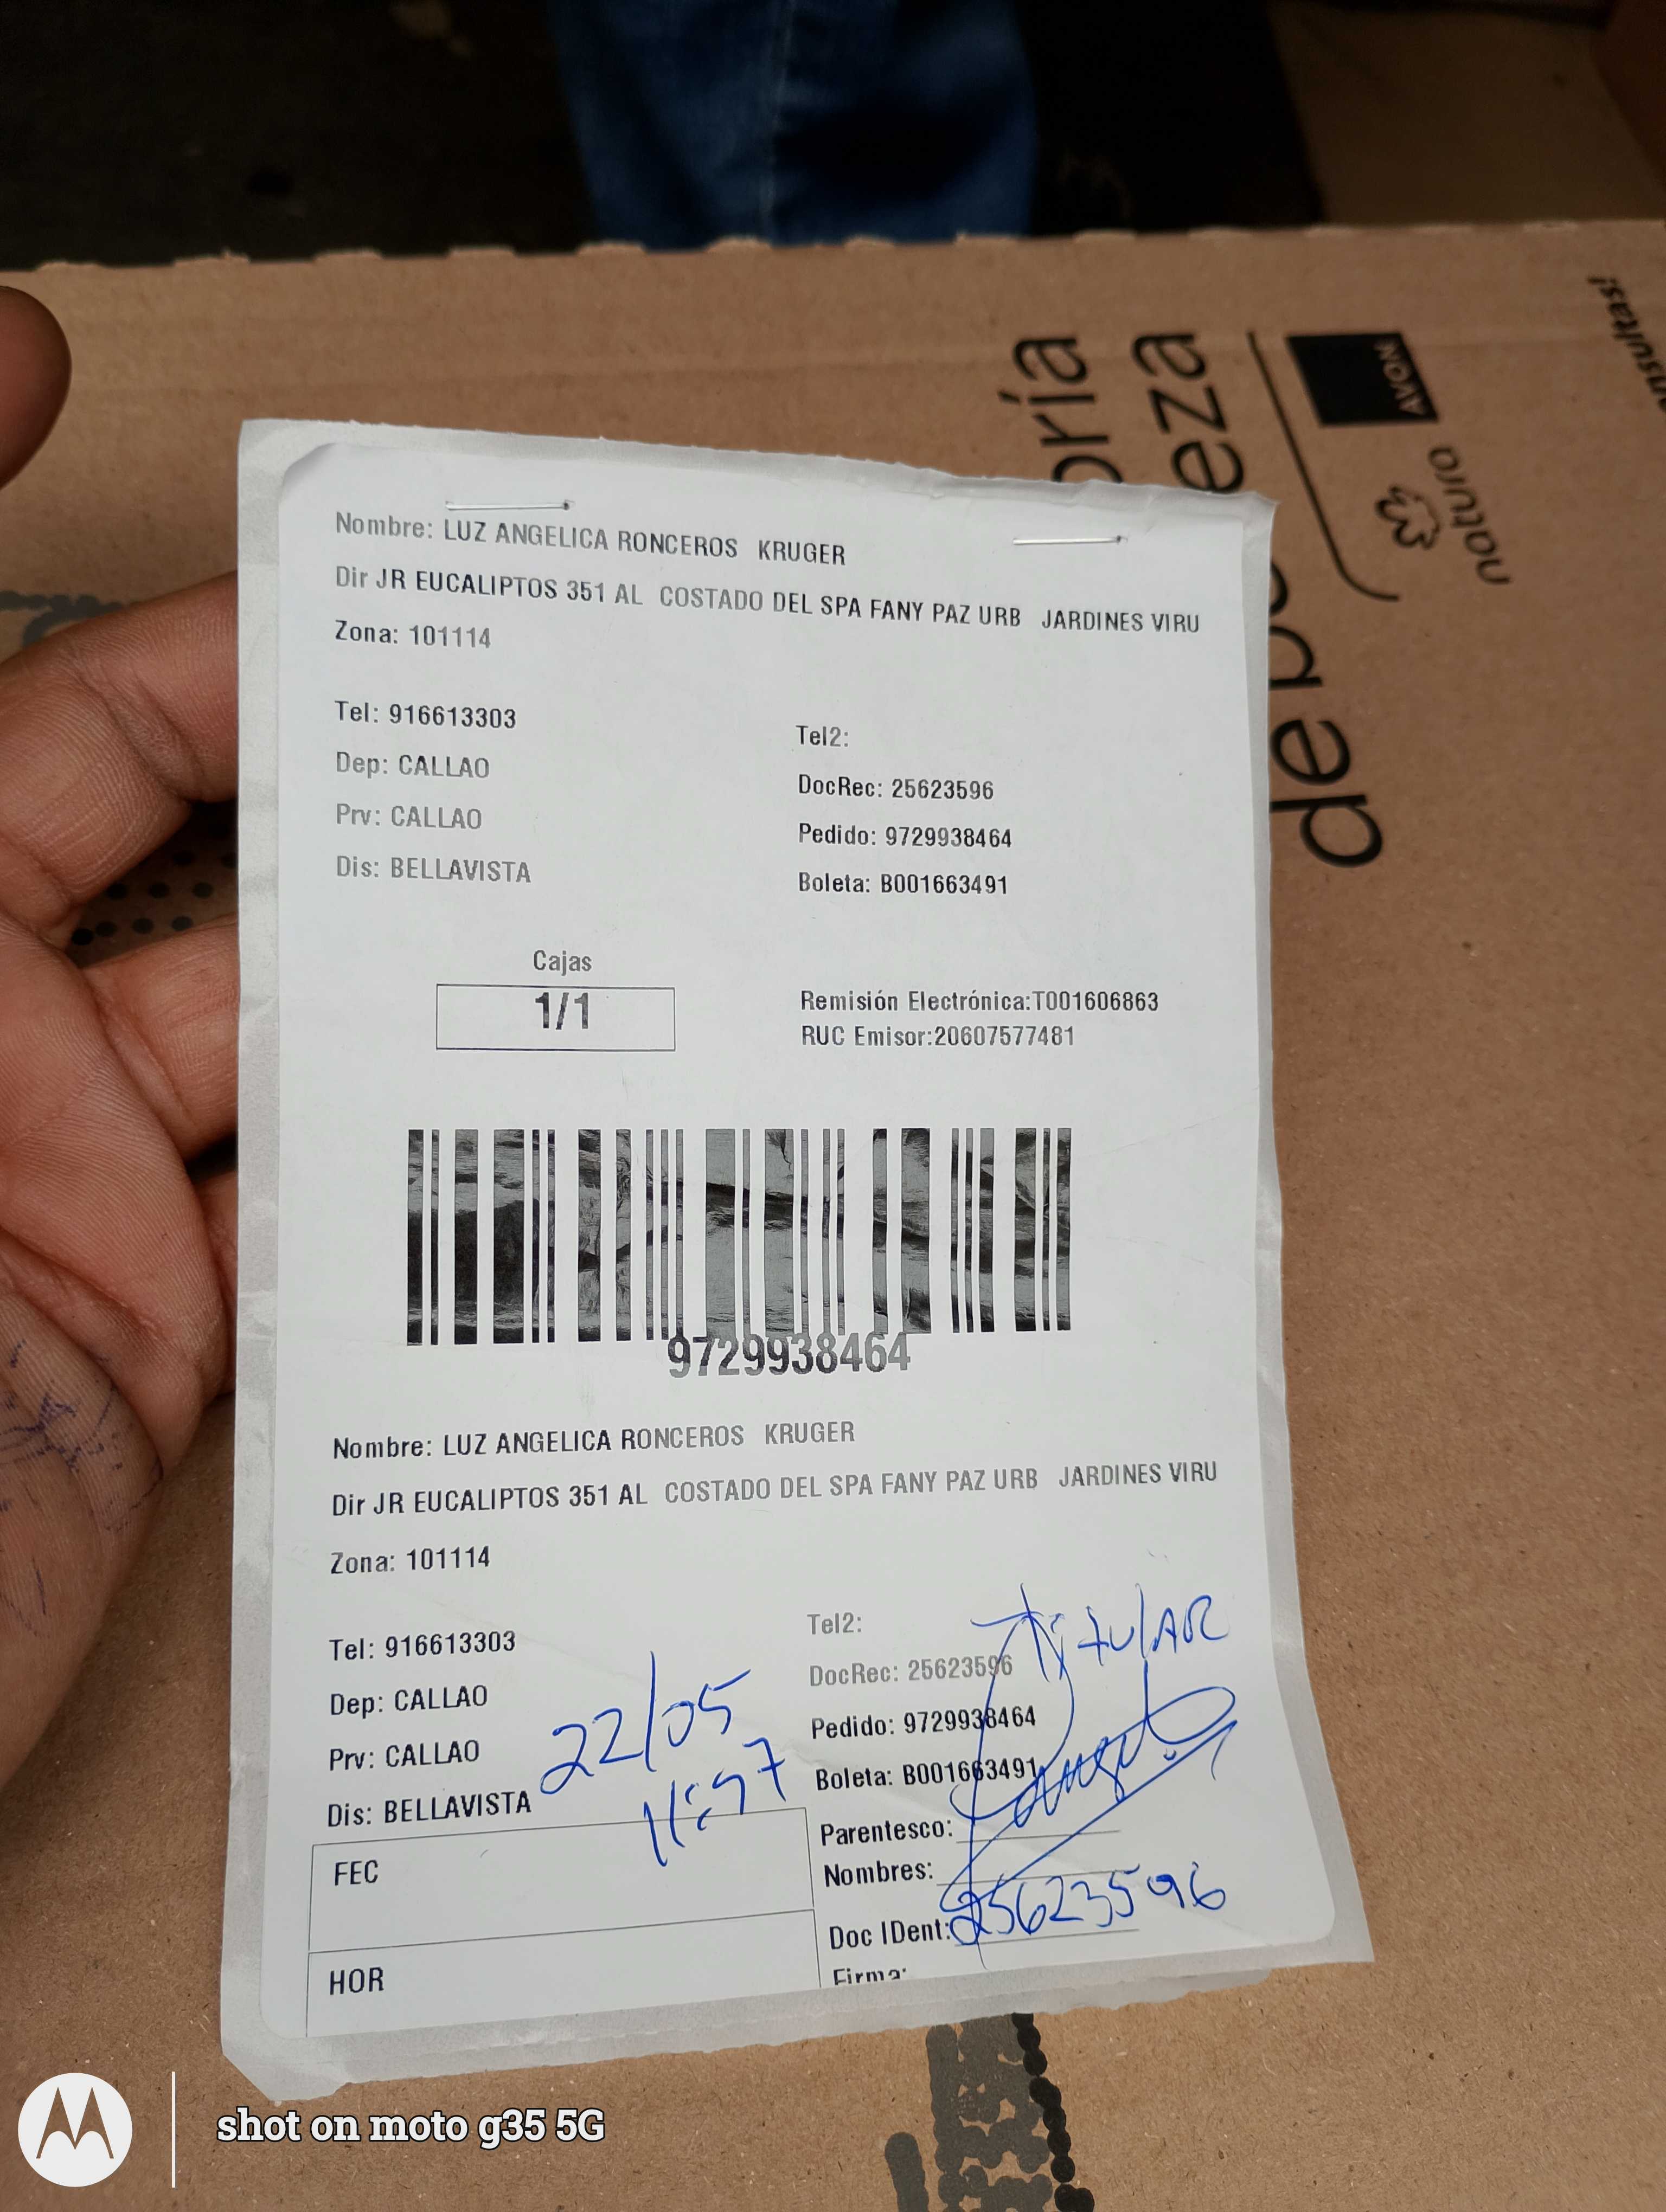 nsultas!
AVON
natura
oría
eza
de p
Nombre: LUZ ANGELICA RONCEROS KRUGER
Dir JR EUCALIPTOS 351 AL COSTADO DEL SPA FANY PAZ URB JARDINES VIRU
Zona: 101114
Tel: 916613303
Tel2:
Dep: CALLAO
DocRec: 25623596
Prv: CALLAO
Pedido: 9729938464
Dis: BELLAVISTA
Boleta: B001663491
Cajas
1/1
Remisión Electrónica:T001606863
RUC Emisor:20607577481
9729938464
Nombre: LUZ ANGELICA RONCEROS KRUGER
Dir JR EUCALIPTOS 351 AL COSTADO DEL SPA FANY PAZ URB JARDINES VIRU
Zona: 101114
Tel: 916613303
Tel2:
TitulAR
Dep: CALLAO
DocRec: 25623596
Prv: CALLAO
Pedido: 9729938464
22/05
Dis: BELLAVISTA
Boleta: B001663491
FEC
Parentesco:
Nombres:
Doc IDent: 25623596
HOR
Firma:
shot on moto g35 5G